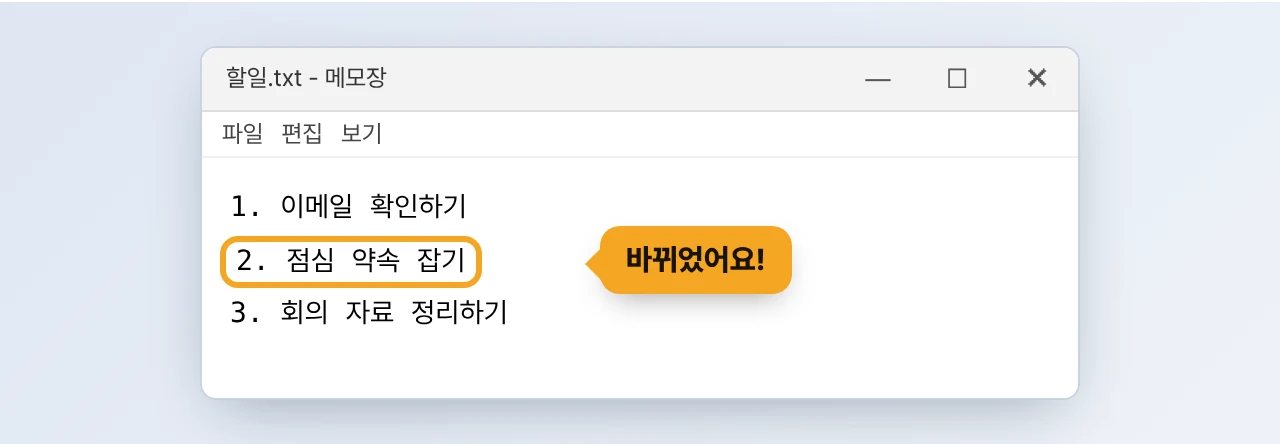 할일.txt - 메모장
파일 편집 보기
1. 이메일 확인하기
2. 점심 약속 잡기
바뀌었어요!
3. 회의 자료 정리하기